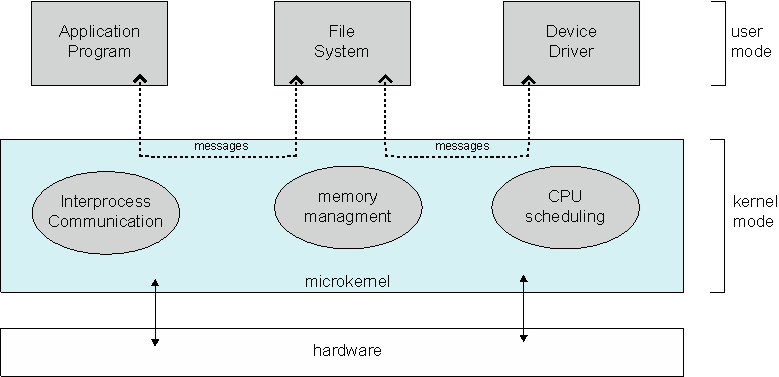 Application
Program
File
System
Device
Driver
user
mode
messages
messages
Interprocess
Communication
memory
managment
CPU
scheduling
kernel
mode
microkernel
hardware